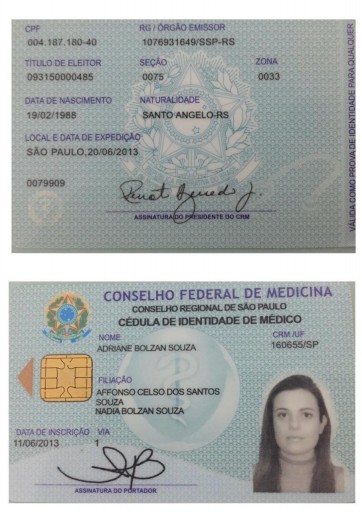 CPF RG / ÓRGÃO EMISSOR
004.187.180-40 1076931649/SSP-RS
TÍTULO DE ELEITOR SEÇÃO ZONA
093150000485 0075 0033
DATA DE NASCIMENTO NATURALIDADE
19/02/1988 SANTO ANGELO-RS
LOCAL E DATA DE EXPEDIÇÃO
SÃO PAULO,20/06/2013
0079909
ASSINATURA DO PRESIDENTE DO CRM
VÁLIDA COMO PROVA DE IDENTIDADE PARA QUALQUER
CONSELHO FEDERAL DE MEDICINA
CONSELHO REGIONAL DE SÃO PAULO
CÉDULA DE IDENTIDADE DE MÉDICO
NOME CRM /UF
ADRIANE BOLZAN SOUZA 160655/SP
FILIAÇÃO
AFFONSO CELSO DOS SANTOS
SOUZA
NADIA BOLZAN SOUZA
DATA DE INSCRIÇÃO VIA
11/06/2013 1
ASSINATURA DO PORTADOR